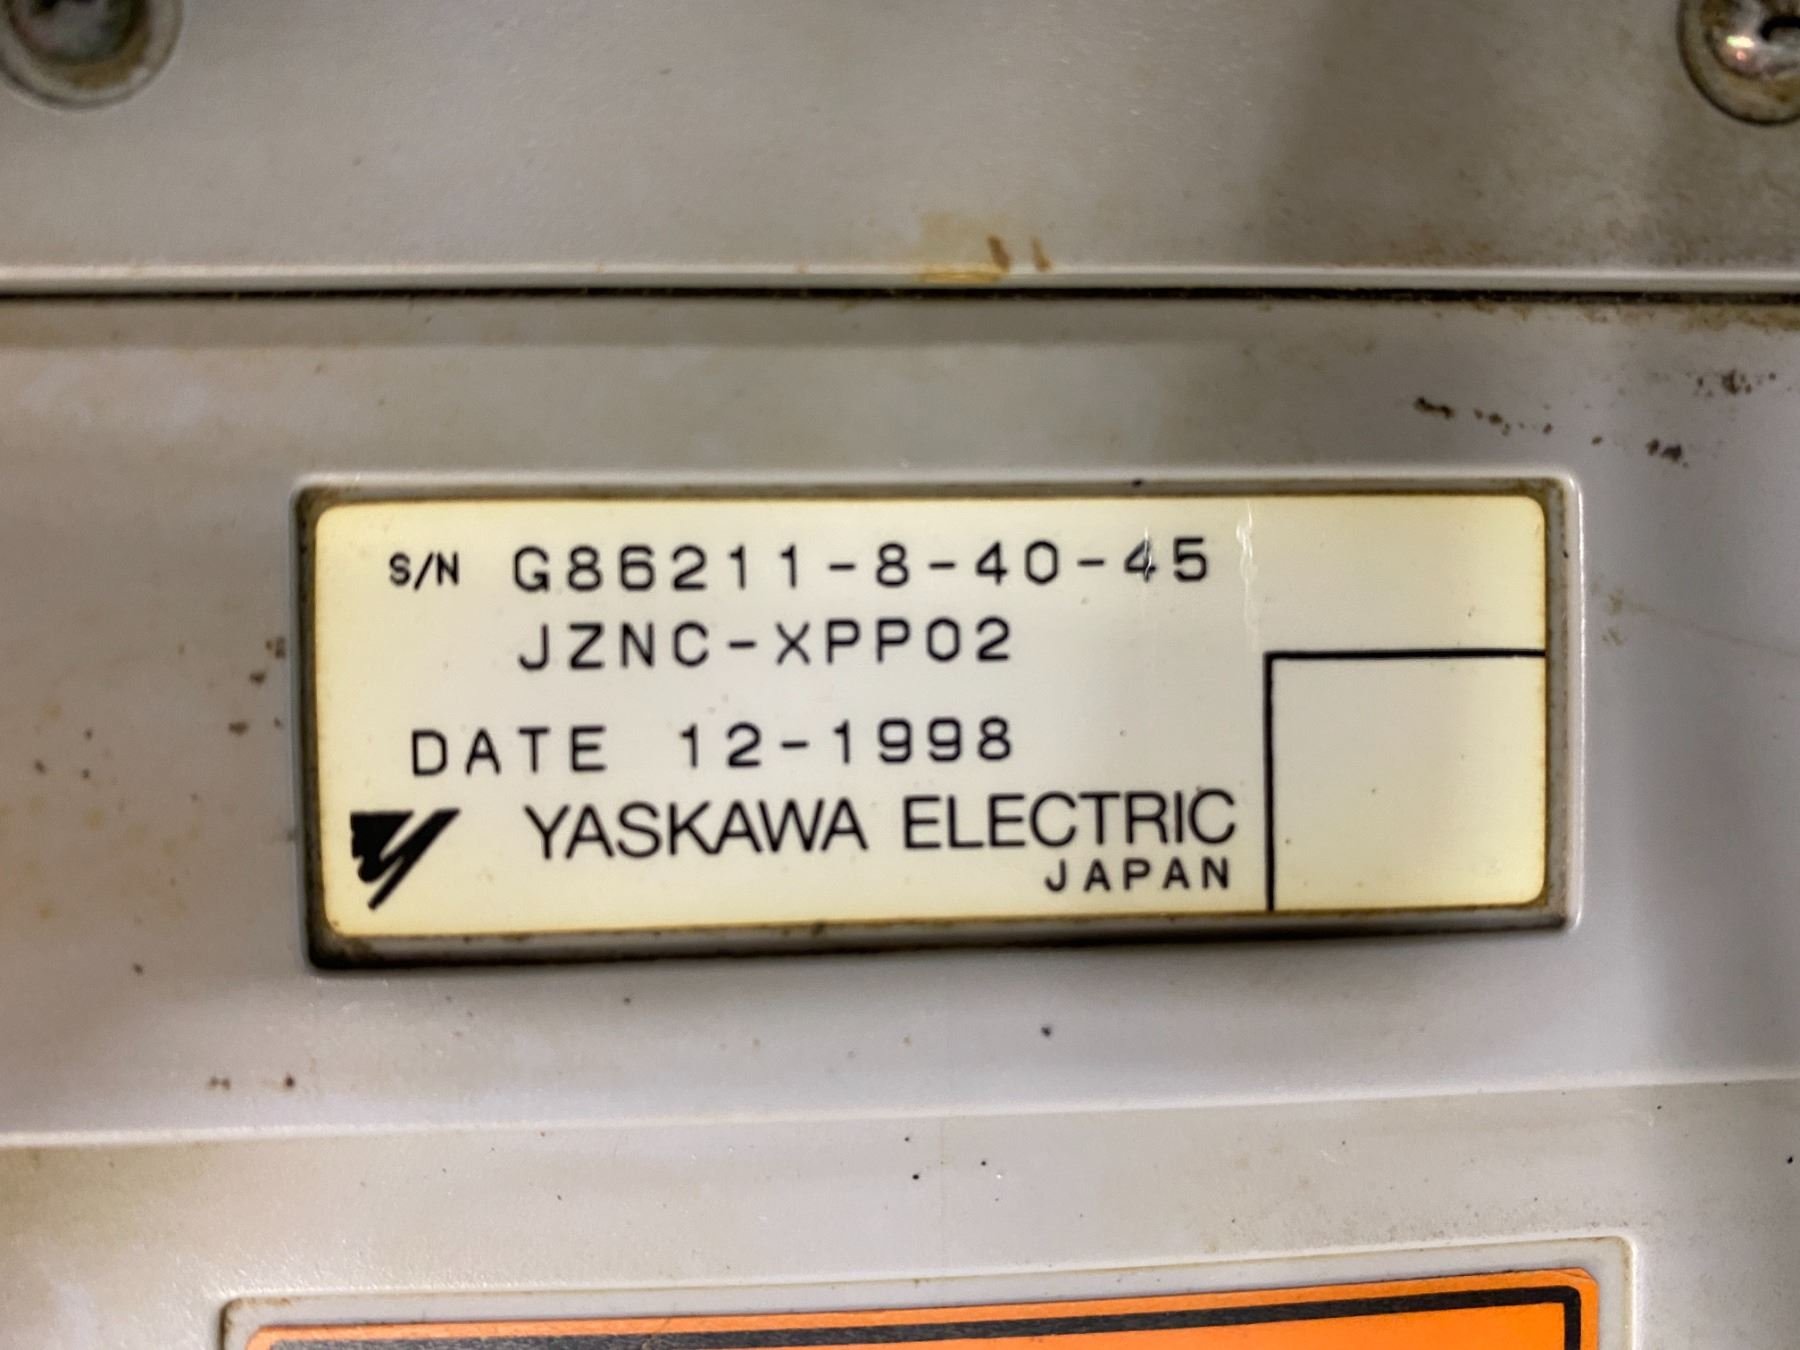 S/N G86211-8-40-45
JZNC-XPP02
DATE 12-1998
YASKAWA ELECTRIC
JAPAN